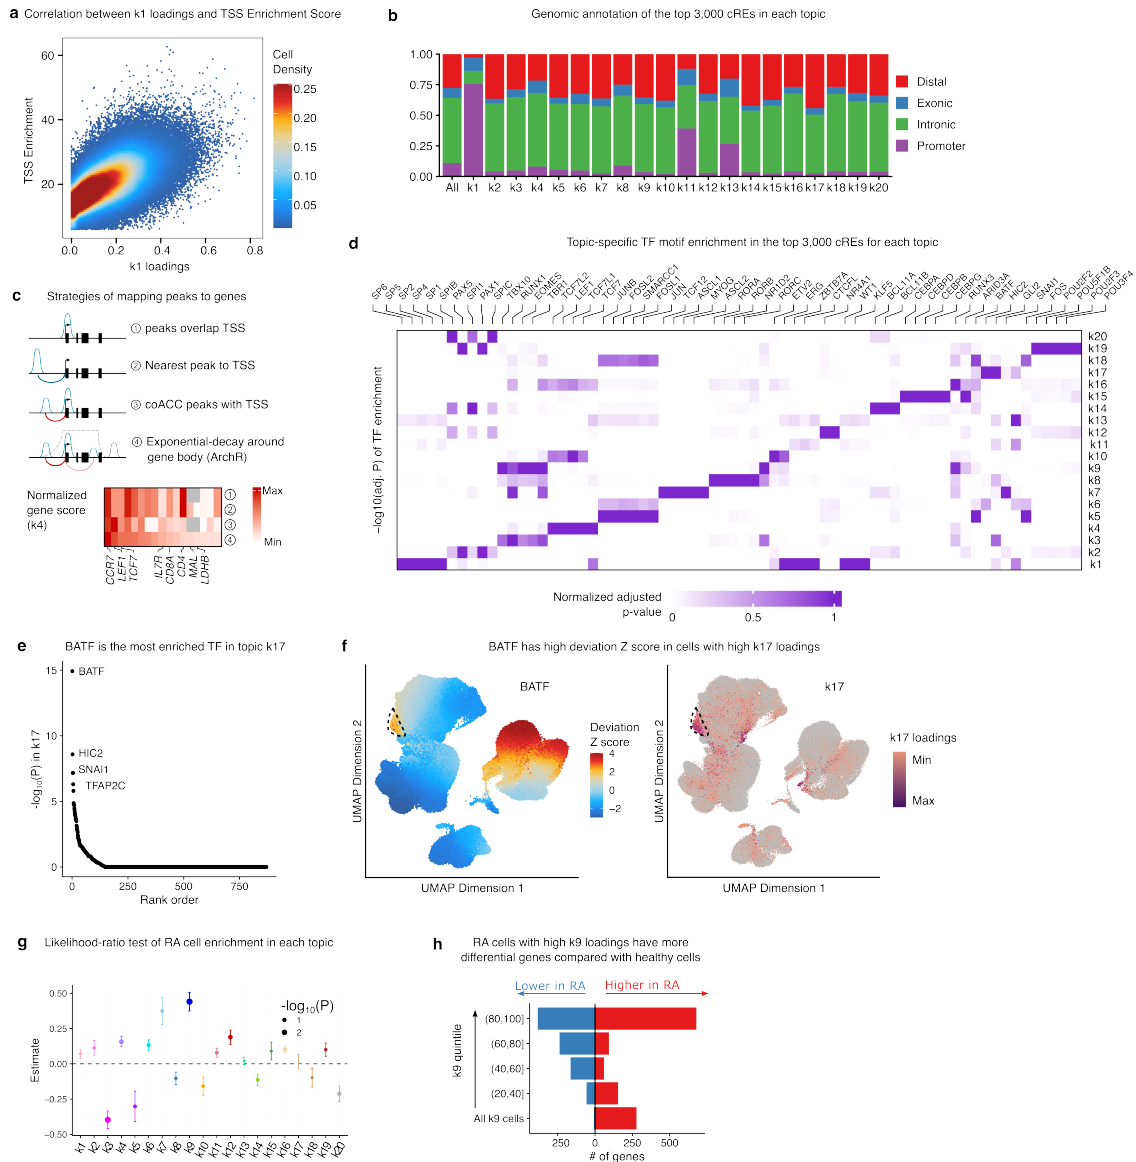 a Correlation between k1 loadings and TSS Enrichment Score
TSS Enrichment
60
40
20
0.0 0.2 0.4 0.6 0.8
k1 loadings
Cell
Density
0.25
0.20
0.15
0.10
0.05
b Genomic annotation of the top 3,000 cREs in each topic
1.00
0.75
0.50
0.25
0.00
All k1 k2 k3 k4 k5 k6 k7 k8 k9 k10 k11 k12 k13 k14 k15 k16 k17 k18 k19 k20
Distal
Exonic
Intronic
Promoter
c Strategies of mapping peaks to genes
① peaks overlap TSS
② Nearest peak to TSS
③ coACC peaks with TSS
④ Exponential-decay around
gene body (ArchR)
Normalized
gene score
(k4)
①
②
③
④
Max
Min
CCR7 LEF1 TCF7 IL7R CD8A CD4 MAL LDHB
d Topic-specific TF motif enrichment in the top 3,000 cREs for each topic
SP6 SP5 SP2 SP4 SP1 SPIB PAX5 SPI1 PAX1 SPIC TBX10 RUNX1 EOMES TBR1 TCF7L2 LEF1 TCF7L1 TCF7 JUNB FOSL2 SMARCC1 FOSL1 JUN TCF12 ASCL1 MYOG ASCL2 RORA RORB NR1D2 RORC ETV2 ERG ZBTB7A CTCFL NR4A1 WT1 KLF5 BCL11A BCL11B CEBPA CEBPD CEBPB CEBPG RUNX3 ARID3A BATF HIC2 GLI2 SNAI1 FOS POU2F2 POU5F1B POU2F3 POU3F4
−log10(adj. P) of TF enrichment
k20
k19
k18
k17
k16
k15
k14
k13
k12
k11
k10
k9
k8
k7
k6
k5
k4
k3
k2
k1
Normalized adjusted
p-value
0 0.5 1
e BATF is the most enriched TF in topic k17
-log10(P) in k17
15
10
5
0
BATF
HIC2
SNAI1
TFAP2C
0 250 500 750
Rank order
f BATF has high deviation Z score in cells with high k17 loadings
BATF
UMAP Dimension 2
UMAP Dimension 1
Deviation
Z score
4
2
0
−2
k17
UMAP Dimension 2
UMAP Dimension 1
k17 loadings
Min
Max
g Likelihood-ratio test of RA cell enrichment in each topic
Estimate
0.50
0.25
0.00
−0.25
−0.50
-log10(P)
1
2
k1 k2 k3 k4 k5 k6 k7 k8 k9 k10 k11 k12 k13 k14 k15 k16 k17 k18 k19 k20
h RA cells with high k9 loadings have more
differential genes compared with healthy cells
Lower in RA Higher in RA
k9 quintile
(80,100]
(60,80]
(40,60]
(20,40]
All k9 cells
250 0 250 500
# of genes